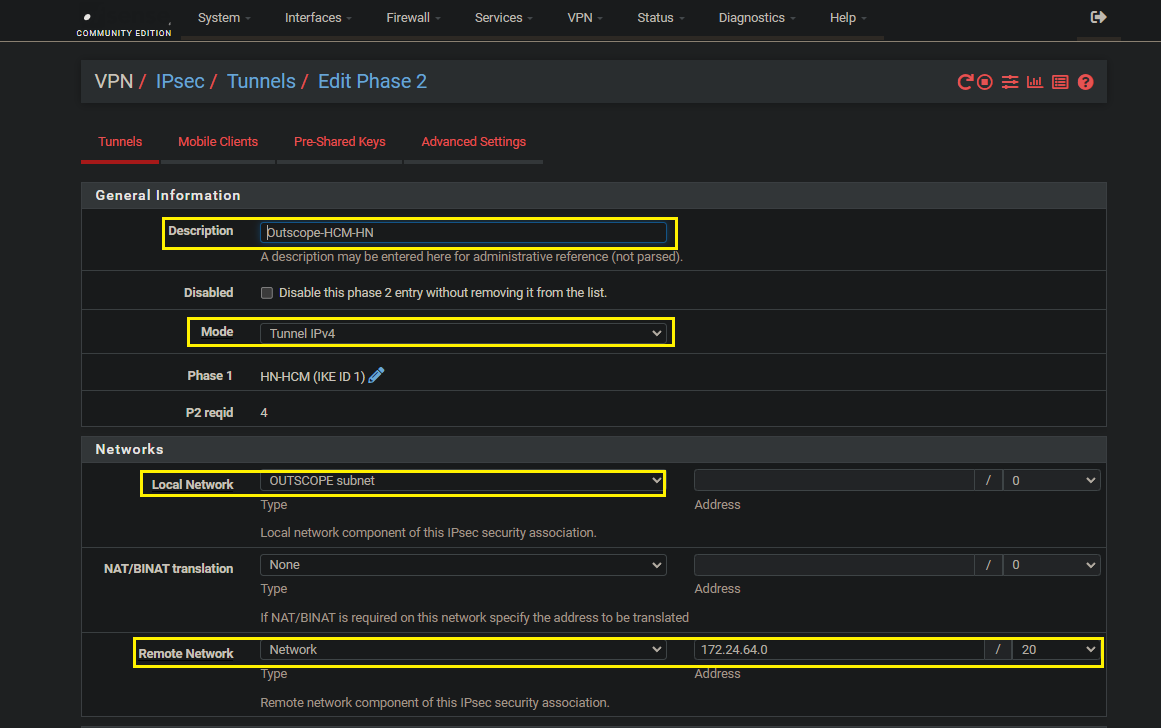 System Interfaces Firewall Services VPN Status Diagnostics Help
COMMUNITY EDITION
VPN / IPsec / Tunnels / Edit Phase 2
Tunnels Mobile Clients Pre-Shared Keys Advanced Settings
General Information
Description Outscope-HCM-HN
A description may be entered here for administrative reference (not parsed).
Disabled Disable this phase 2 entry without removing it from the list.
Mode Tunnel IPv4
Phase 1 HN-HCM (IKE ID 1)
P2 reqid 4
Networks
Local Network OUTSCOPE subnet / 0
Type Address
Local network component of this IPsec security association.
NAT/BINAT translation None / 0
Type Address
If NAT/BINAT is required on this network specify the address to be translated
Remote Network Network 172.24.64.0 / 20
Type Address
Remote network component of this IPsec security association.